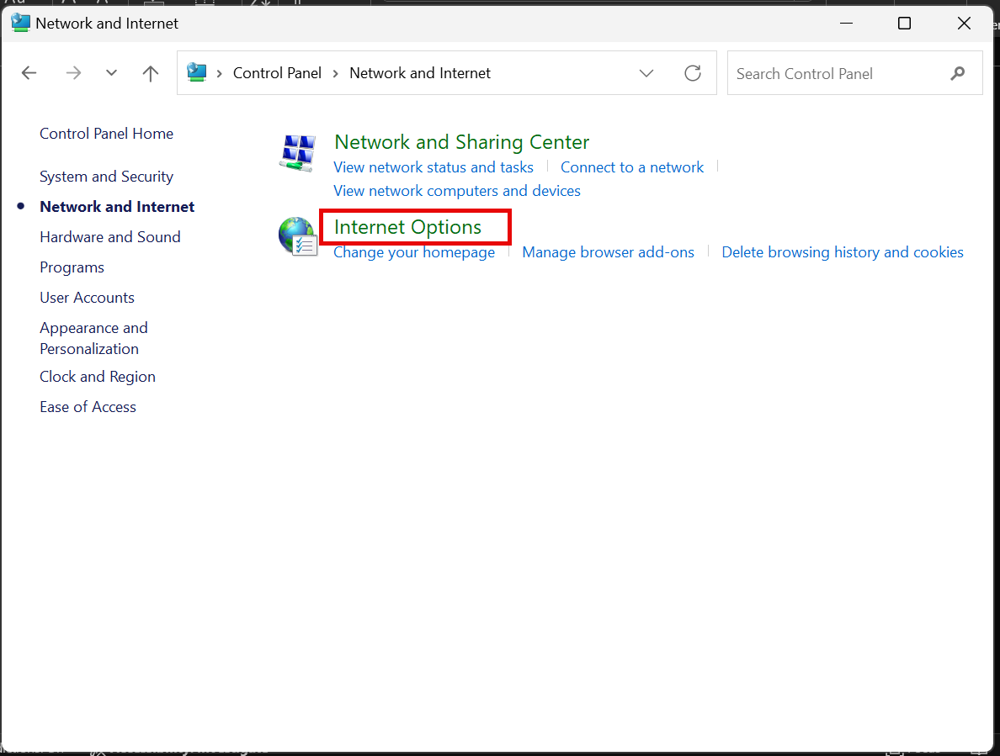 Network and Internet
Control Panel > Network and Internet
Search Control Panel
Control Panel Home
System and Security
Network and Internet
Hardware and Sound
Programs
User Accounts
Appearance and
Personalization
Clock and Region
Ease of Access
Network and Sharing Center
View network status and tasks
Connect to a network
View network computers and devices
Internet Options
Change your homepage
Manage browser add-ons
Delete browsing history and cookies